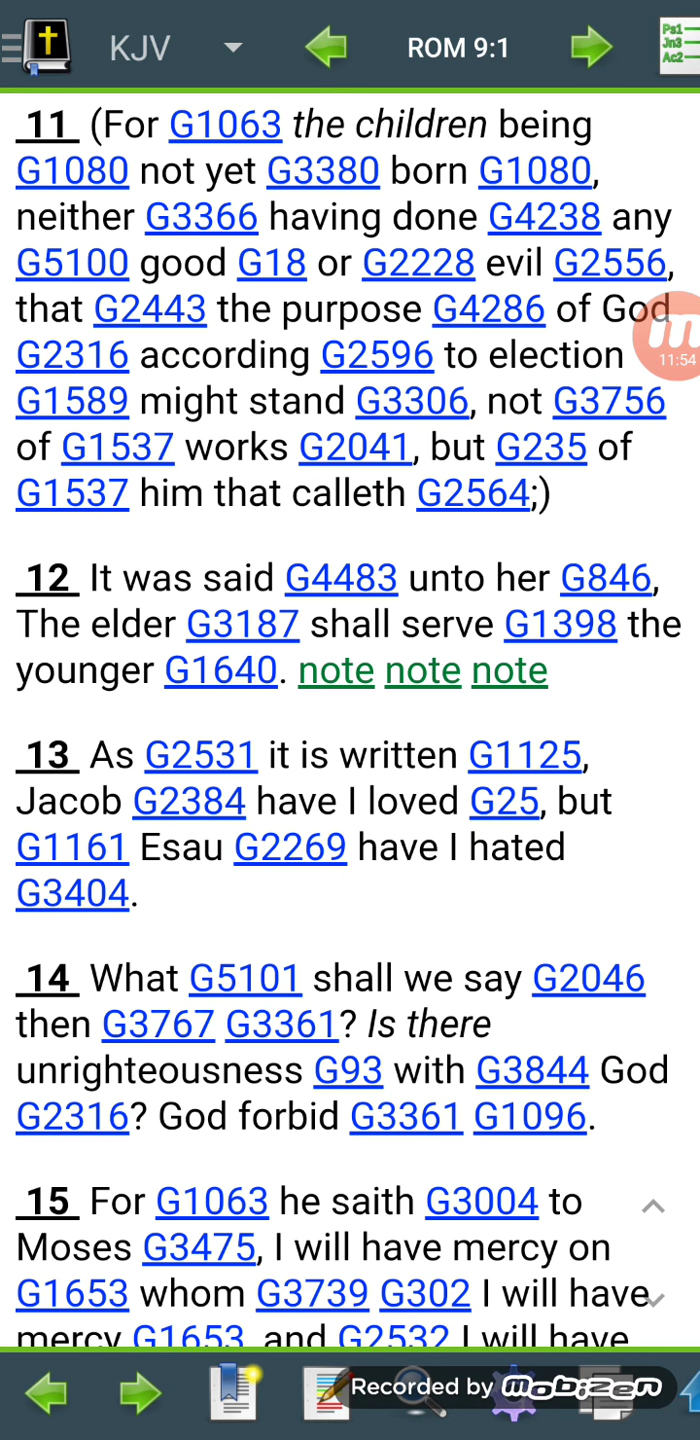 KJV ROM 9:1 Ps1
Jn3
Ac2
11 (For G1063 the children being
G1080 not yet G3380 born G1080,
neither G3366 having done G4238 any
G5100 good G18 or G2228 evil G2556,
that G2443 the purpose G4286 of God
G2316 according G2596 to election
11:54
G1589 might stand G3306, not G3756
of G1537 works G2041, but G235 of
G1537 him that calleth G2564;)
12 It was said G4483 unto her G846,
The elder G3187 shall serve G1398 the
younger G1640. note note note
13 As G2531 it is written G1125,
Jacob G2384 have I loved G25, but
G1161 Esau G2269 have I hated
G3404.
14 What G5101 shall we say G2046
then G3767 G3361? Is there
unrighteousness G93 with G3844 God
G2316? God forbid G3361 G1096.
15 For G1063 he saith G3004 to
Moses G3475, I will have mercy on
G1653 whom G3739 G302 I will have
mercy G1653, and G2532 I will have
Recorded by mobizen